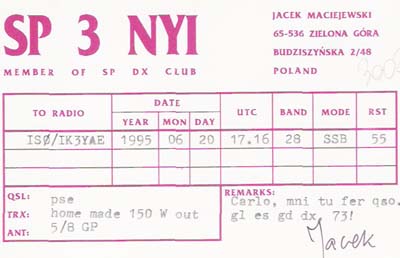 SP 3 NYI
MEMBER OF SP DX CLUB
JACEK MACIEJEWSKI
65-536 ZIELONA GÓRA
BUDZISZYŃSKA 2/48
POLAND
TO RADIO DATE UTC BAND MODE RST
YEAR MON DAY
ISØ/IK3YAE 1995 06 20 17.16 28 SSB 55
QSL: pse
TRX: home made 150 W out
ANT: 5/8 GP
REMARKS:
Carlo, mni tu fer qso.
gl es gd dx, 73!
Jacek